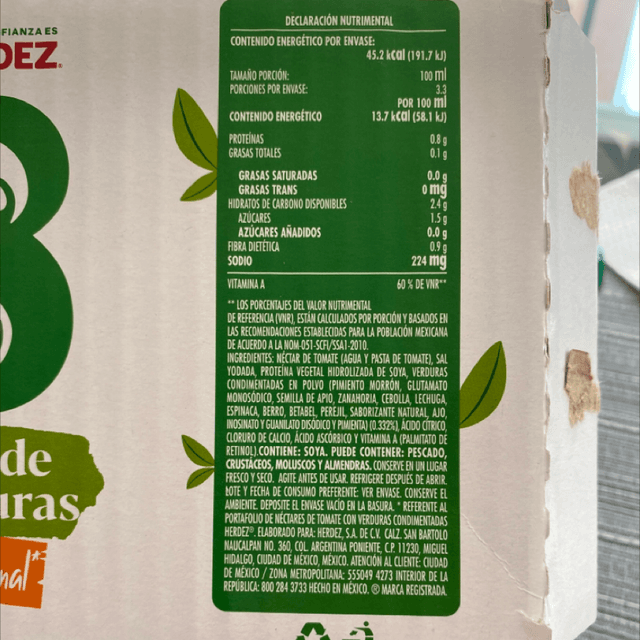 FIANZA ES
DEZ®
8
de
uras
nal*
DECLARACIÓN NUTRIMENTAL
CONTENIDO ENERGÉTICO POR ENVASE:
45.2 kcal (191.7 kJ)
TAMAÑO PORCIÓN: 100 ml
PORCIONES POR ENVASE: 3.3
POR 100 ml
CONTENIDO ENERGÉTICO 13.7 kcal (58.1 kJ)
PROTEÍNAS 0.8 g
GRASAS TOTALES 0.1 g
GRASAS SATURADAS 0.0 g
GRASAS TRANS 0 mg
HIDRATOS DE CARBONO DISPONIBLES 2.4 g
AZÚCARES 1.5 g
AZÚCARES AÑADIDOS 0.0 g
FIBRA DIETÉTICA 0.9 g
SODIO 224 mg
VITAMINA A 60 % DE VNR**
** LOS PORCENTAJES DEL VALOR NUTRIMENTAL
DE REFERENCIA (VNR), ESTÁN CALCULADOS POR PORCIÓN Y BASADOS EN
LAS RECOMENDACIONES ESTABLECIDAS PARA LA POBLACIÓN MEXICANA
DE ACUERDO A LA NOM-051-SCFI/SSA1-2010.
INGREDIENTES: NÉCTAR DE TOMATE (AGUA Y PASTA DE TOMATE), SAL
YODADA, PROTEÍNA VEGETAL HIDROLIZADA DE SOYA, VERDURAS
CONDIMENTADAS EN POLVO (PIMIENTO MORRÓN, GLUTAMATO
MONOSÓDICO, SEMILLA DE APIO, ZANAHORIA, CEBOLLA, LECHUGA,
ESPINACA, BERRO, BETABEL, PEREJIL, SABORIZANTE NATURAL, AJO,
INOSINATO Y GUANILATO DISÓDICO Y PIMIENTA) (0.332%), ÁCIDO CÍTRICO,
CLORURO DE CALCIO, ÁCIDO ASCÓRBICO Y VITAMINA A (PALMITATO DE
RETINOL). CONTIENE: SOYA. PUEDE CONTENER: PESCADO,
CRUSTÁCEOS, MOLUSCOS Y ALMENDRAS. CONSERVE EN UN LUGAR
FRESCO Y SECO. AGITE ANTES DE USAR. REFRIGERE DESPUÉS DE ABRIR.
LOTE Y FECHA DE CONSUMO PREFERENTE: VER ENVASE. CONSERVE EL
AMBIENTE. DEPOSITE EL ENVASE VACÍO EN LA BASURA. * REFERENTE AL
PORTAFOLIO DE NÉCTARES DE TOMATE CON VERDURAS CONDIMENTADAS
HERDEZ®. ELABORADO PARA: HERDEZ, S.A. DE C.V. CALZ. SAN BARTOLO
NAUCALPAN NO. 360, COL. ARGENTINA PONIENTE, C.P. 11230, MIGUEL
HIDALGO, CIUDAD DE MÉXICO, MÉXICO. ATENCIÓN AL CLIENTE: CIUDAD
DE MÉXICO / ZONA METROPOLITANA: 555049 4273 INTERIOR DE LA
REPÚBLICA: 800 284 3733 HECHO EN MÉXICO. ® MARCA REGISTRADA.